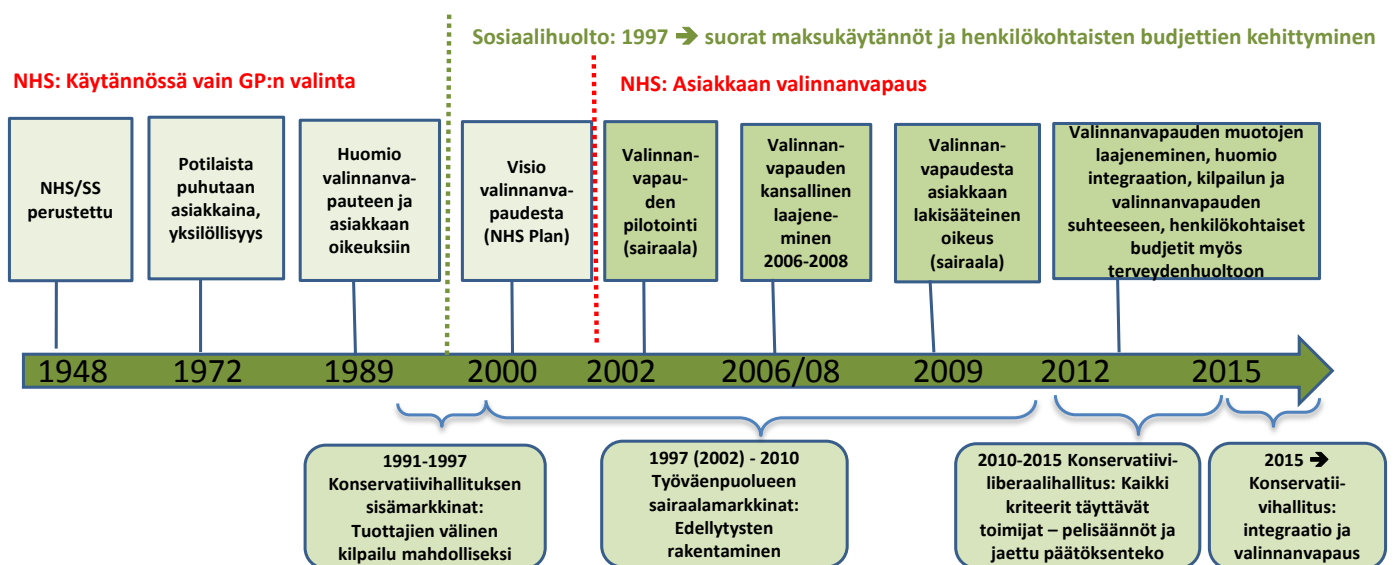 Sosiaalihuolto: 1997 ➔ suorat maksukäytännöt ja henkilökohtaisten budjettien kehittyminen
NHS: Käytännössä vain GP:n valinta
NHS: Asiakkaan valinnanvapaus
NHS/SS
perustettu
Potilaista
puhutaan
asiakkaina,
yksilöllisyys
Huomio
valinnanva-
pauteen ja
asiakkaan
oikeuksiin
Visio
valinnanva-
paudesta
(NHS Plan)
Valinnan-
vapau-
den
pilotointi
(sairaala)
Valinnan-
vapauden
kansallinen
laajene-
minen
2006-2008
Valinnan-
vapaudesta
asiakkaan
lakisääteinen
oikeus
(sairaala)
Valinnanvapauden muotojen
laajeneminen, huomio
integraation, kilpailun ja
valinnanvapauden
suhteeseen, henkilökohtaiset
budjetit myös
terveydenhuoltoon
1948
1972
1989
2000
2002
2006/08
2009
2012
2015
1991-1997
Konservatiivihallituksen
sisämarkkinat:
Tuottajien välinen
kilpailu mahdolliseksi
1997 (2002) - 2010
Työväenpuolueen
sairaalamarkkinat:
Edellytysten
rakentaminen
2010-2015 Konservatiivi-
liberaalihallitus: Kaikki
kriteerit täyttävät
toimijat – pelisäännöt ja
jaettu päätöksenteko
2015 ➔
Konservatii-
vihallitus:
integraatio ja
valinnanvapaus